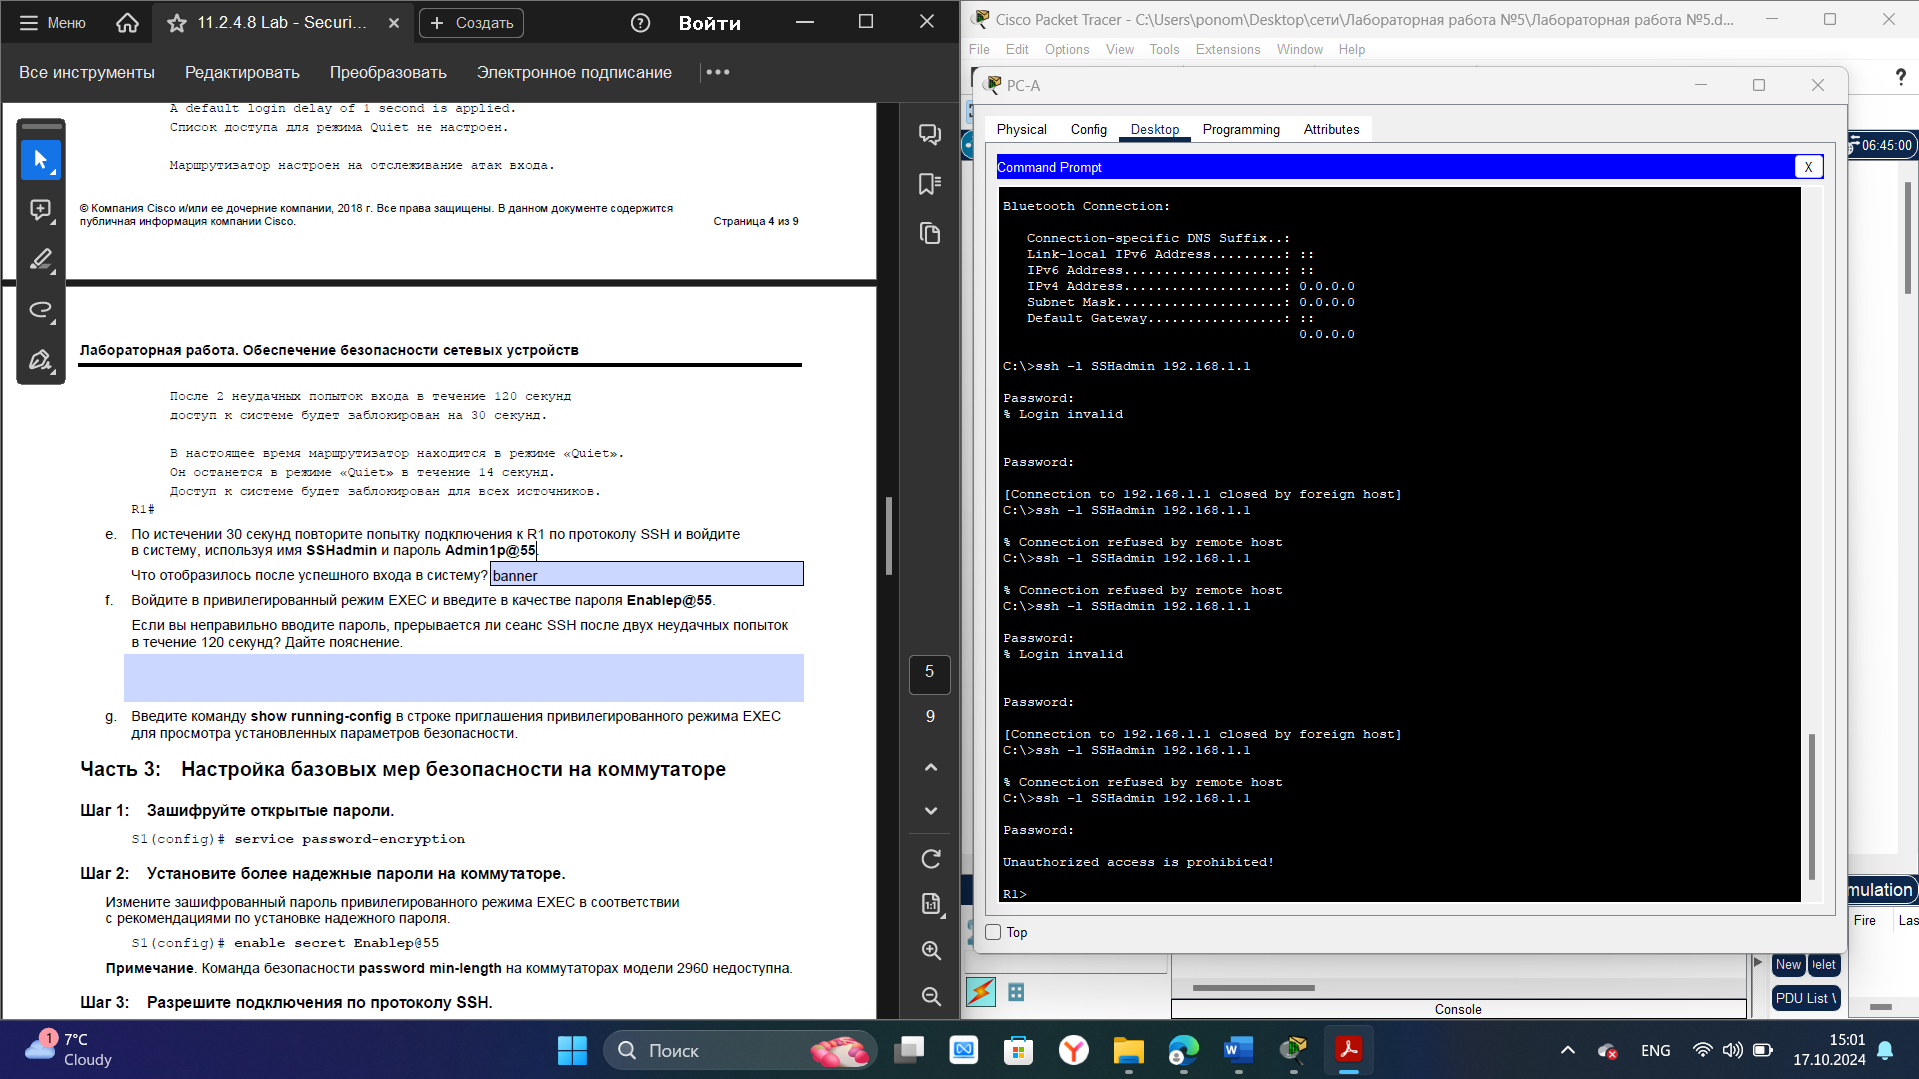 Меню
11.2.4.8 Lab - Securi...
Создать
Войти
Все инструменты
Редактировать
Преобразовать
Электронное подписание
A default login delay of 1 second is applied.
Список доступа для режима Quiet не настроен.
Маршрутизатор настроен на отслеживание атак входа.
© Компания Cisco и/или ее дочерние компании, 2018 г. Все права защищены. В данном документе содержится
публичная информация компании Cisco.
Страница 4 из 9
Лабораторная работа. Обеспечение безопасности сетевых устройств
После 2 неудачных попыток входа в течение 120 секунд
доступ к системе будет заблокирован на 30 секунд.
В настоящее время маршрутизатор находится в режиме «Quiet».
Он останется в режиме «Quiet» в течение 14 секунд.
Доступ к системе будет заблокирован для всех источников.
R1#
e. По истечении 30 секунд повторите попытку подключения к R1 по протоколу SSH и войдите
в систему, используя имя SSHadmin и пароль Admin1p@55.
Что отобразилось после успешного входа в систему? banner
f. Войдите в привилегированный режим EXEC и введите в качестве пароля Enablep@55.
Если вы неправильно вводите пароль, прерывается ли сеанс SSH после двух неудачных попыток
в течение 120 секунд? Дайте пояснение.
g. Введите команду show running-config в строке приглашения привилегированного режима EXEC
для просмотра установленных параметров безопасности.
Часть 3: Настройка базовых мер безопасности на коммутаторе
Шаг 1: Зашифруйте открытые пароли.
S1(config)# service password-encryption
Шаг 2: Установите более надежные пароли на коммутаторе.
Измените зашифрованный пароль привилегированного режима EXEC в соответствии
с рекомендациями по установке надежного пароля.
S1(config)# enable secret Enablep@55
Примечание. Команда безопасности password min-length на коммутаторах модели 2960 недоступна.
Шаг 3: Разрешите подключения по протоколу SSH.
5
9
1:1
Cisco Packet Tracer - C:\Users\ponom\Desktop\сети\Лабораторная работа №5\Лабораторная работа №5.d...
File Edit Options View Tools Extensions Window Help
PC-A
Physical Config Desktop Programming Attributes
06:45:00
Command Prompt
X
Bluetooth Connection:
Connection-specific DNS Suffix..:
Link-local IPv6 Address.........: ::
IPv6 Address....................: ::
IPv4 Address....................: 0.0.0.0
Subnet Mask.....................: 0.0.0.0
Default Gateway.................: ::
0.0.0.0
C:\>ssh -l SSHadmin 192.168.1.1
Password:
% Login invalid
Password:
[Connection to 192.168.1.1 closed by foreign host]
C:\>ssh -l SSHadmin 192.168.1.1
% Connection refused by remote host
C:\>ssh -l SSHadmin 192.168.1.1
% Connection refused by remote host
C:\>ssh -l SSHadmin 192.168.1.1
Password:
% Login invalid
Password:
[Connection to 192.168.1.1 closed by foreign host]
C:\>ssh -l SSHadmin 192.168.1.1
% Connection refused by remote host
C:\>ssh -l SSHadmin 192.168.1.1
Password:
Unauthorized access is prohibited!
R1>
Top
mulation
Fire Las
New elet
PDU List \
Console
1
7°C
Cloudy
Поиск
ENG
15:01
17.10.2024